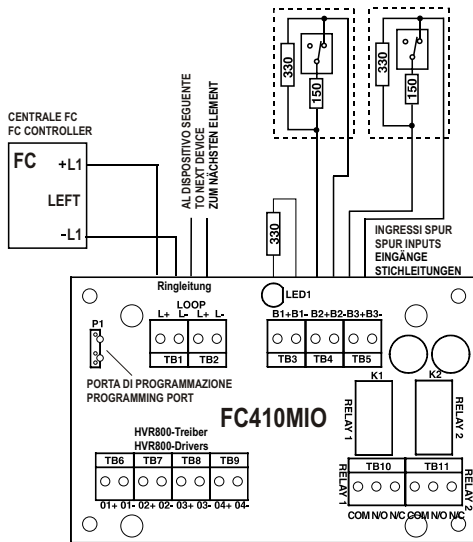 330
150
330
150
CENTRALE FC
FC CONTROLLER
FC
+L1
LEFT
-L1
AL DISPOSITIVO SEGUENTE
TO NEXT DEVICE
ZUM NÄCHSTEN ELEMENT
330
INGRESSI SPUR
SPUR INPUTS
EINGÄNGE
STICHLEITUNGEN
Ringleitung
LOOP
L+ L- L+ L-
TB1 TB2
LED1
B1+ B1- B2+ B2- B3+ B3-
TB3 TB4 TB5
P1
PORTA DI PROGRAMMAZIONE
PROGRAMMING PORT
FC410MIO
K1
K2
RELAY 1
RELAY 2
HVR800-Treiber
HVR800-Drivers
TB6 TB7 TB8 TB9
01+ 01- 02+ 02- 03+ 03- 04+ 04-
RELAY 1
TB10 TB11
RELAY 2
COM N/O N/C COM N/O N/C